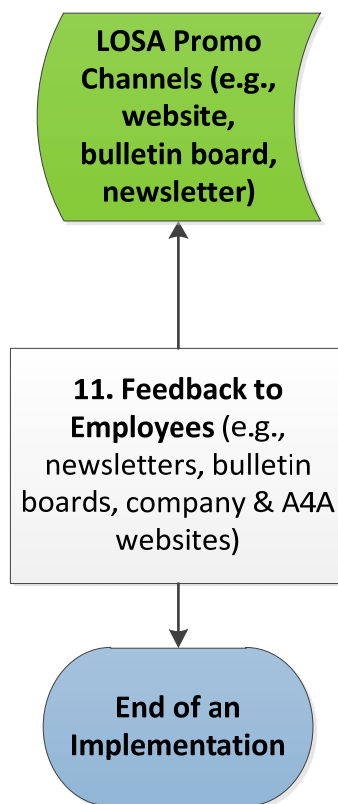 LOSA Promo
Channels (e.g.,
website,
bulletin board,
newsletter)
11. Feedback to
Employees (e.g.,
newsletters, bulletin
boards, company & A4A
websites)
End of an
Implementation